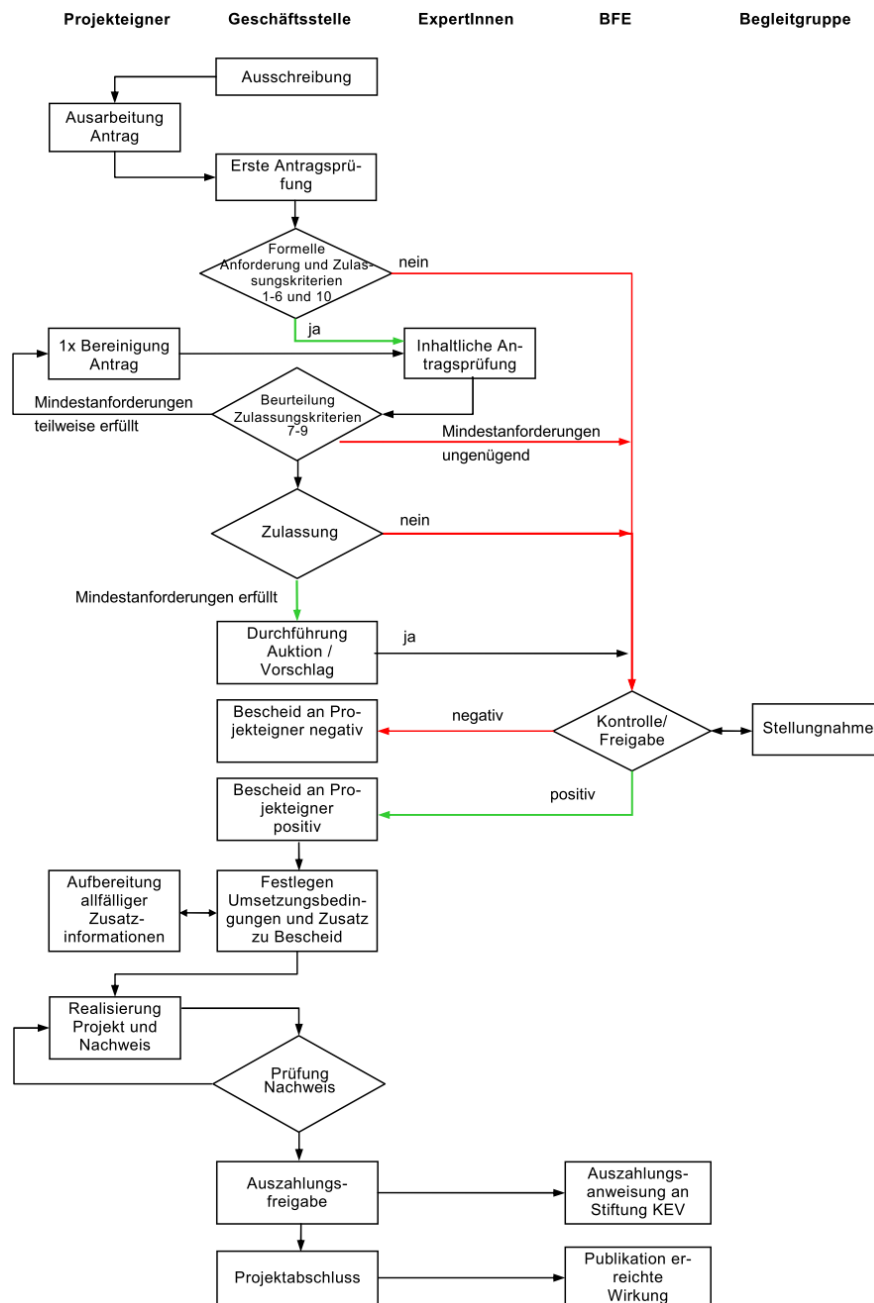 Projekteigner
Geschäftsstelle
ExpertInnen
BFE
Begleitgruppe
Ausschreibung
Ausarbeitung
Antrag
Erste Antragsprü-
fung
Formelle
Anforderung und Zulas-
sungskriterien
1-6 und 10
nein
ja
1x Bereinigung
Antrag
Inhaltliche An-
tragsprüfung
Beurteilung
Zulassungskriterien
7-9
Mindestanforderungen
teilweise erfüllt
Mindestanforderungen
ungenügend
Zulassung
nein
Mindestanforderungen erfüllt
Durchführung
Auktion /
Vorschlag
ja
Bescheid an Pro-
jekteigner negativ
negativ
Kontrolle/
Freigabe
Stellungnahme
Bescheid an Pro-
jekteigner
positiv
positiv
Aufbereitung
allfälliger
Zusatz-
informationen
Festlegen
Umsetzungsbedin-
gungen und Zusatz
zu Bescheid
Realisierung
Projekt und
Nachweis
Prüfung
Nachweis
Auszahlungs-
freigabe
Auszahlungs-
anweisung an
Stiftung KEV
Projektabschluss
Publikation er-
reichte
Wirkung